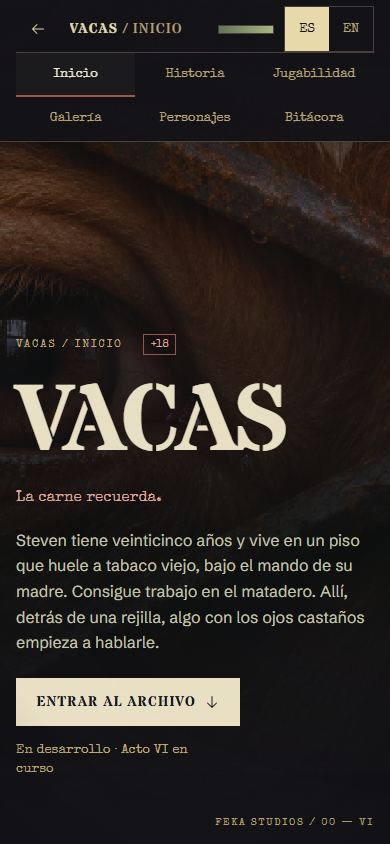 ← VACAS / INICIO ES EN
Inicio Historia Jugabilidad
Galería Personajes Bitácora
VACAS / INICIO +18
VACAS
La carne recuerda.
Steven tiene veinticinco años y vive en un piso
que huele a tabaco viejo, bajo el mando de su
madre. Consigue trabajo en el matadero. Allí,
detrás de una rejilla, algo con los ojos castaños
empieza a hablarle.
ENTRAR AL ARCHIVO ↓
En desarrollo · Acto VI en
curso
FEKA STUDIOS / 00 — VI